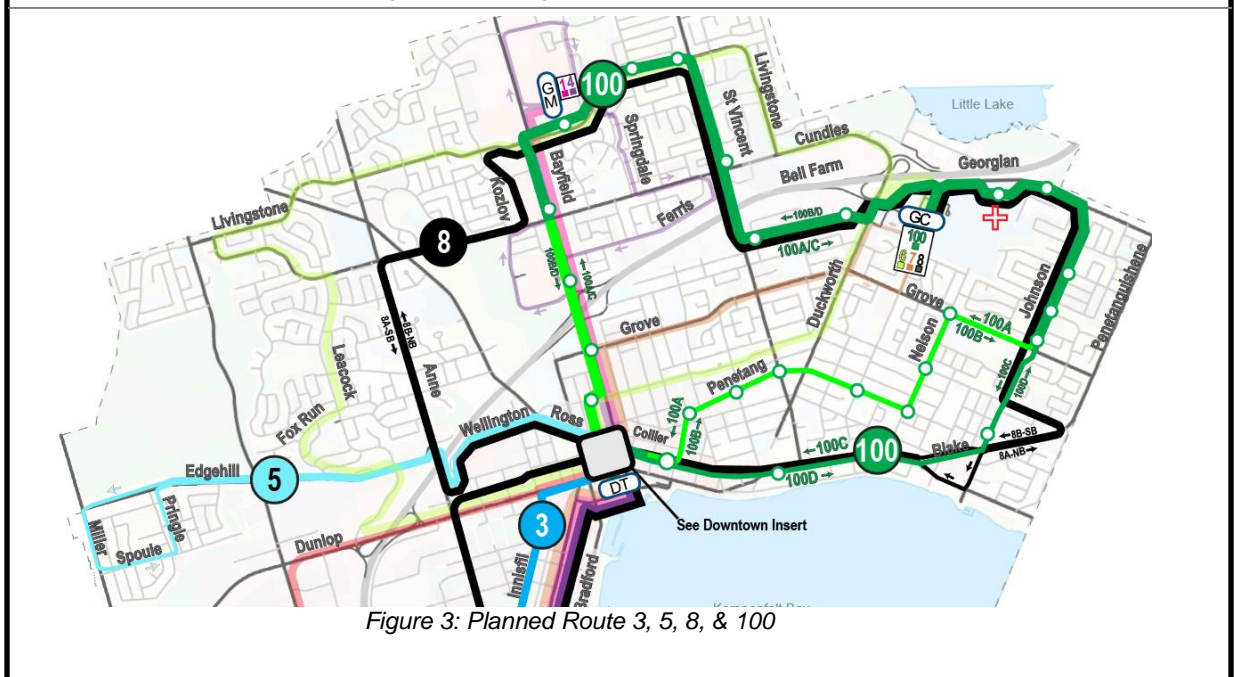 Little Lake
Livingstone
GM
14
100
St Vincent
Springdale
Cundles
Georgian
Bell Farm
Bayfield
Kozlov
Livingstone
Ferris
←100B/D
100A/C→
GC
100
6 7 8
8
100B/D→
←100A/C
Duckworth
Johnson
Penetanguishane
Grove
←100A
100B→
Grove
Nelson
←8B-NB
8A-SB→
Leacock
Anne
Penetang
←100C
100D→
Fox Run
Wellington
Ross
←100A
100B→
Collier
←100C
100
Blake
←8B-SB
8A-NB→
Edgehill
5
100D→
DT
See Downtown Insert
Pringle
Miller
Spoule
3
Dunlop
Innisfil
Bradford
Figure 3: Planned Route 3, 5, 8, & 100